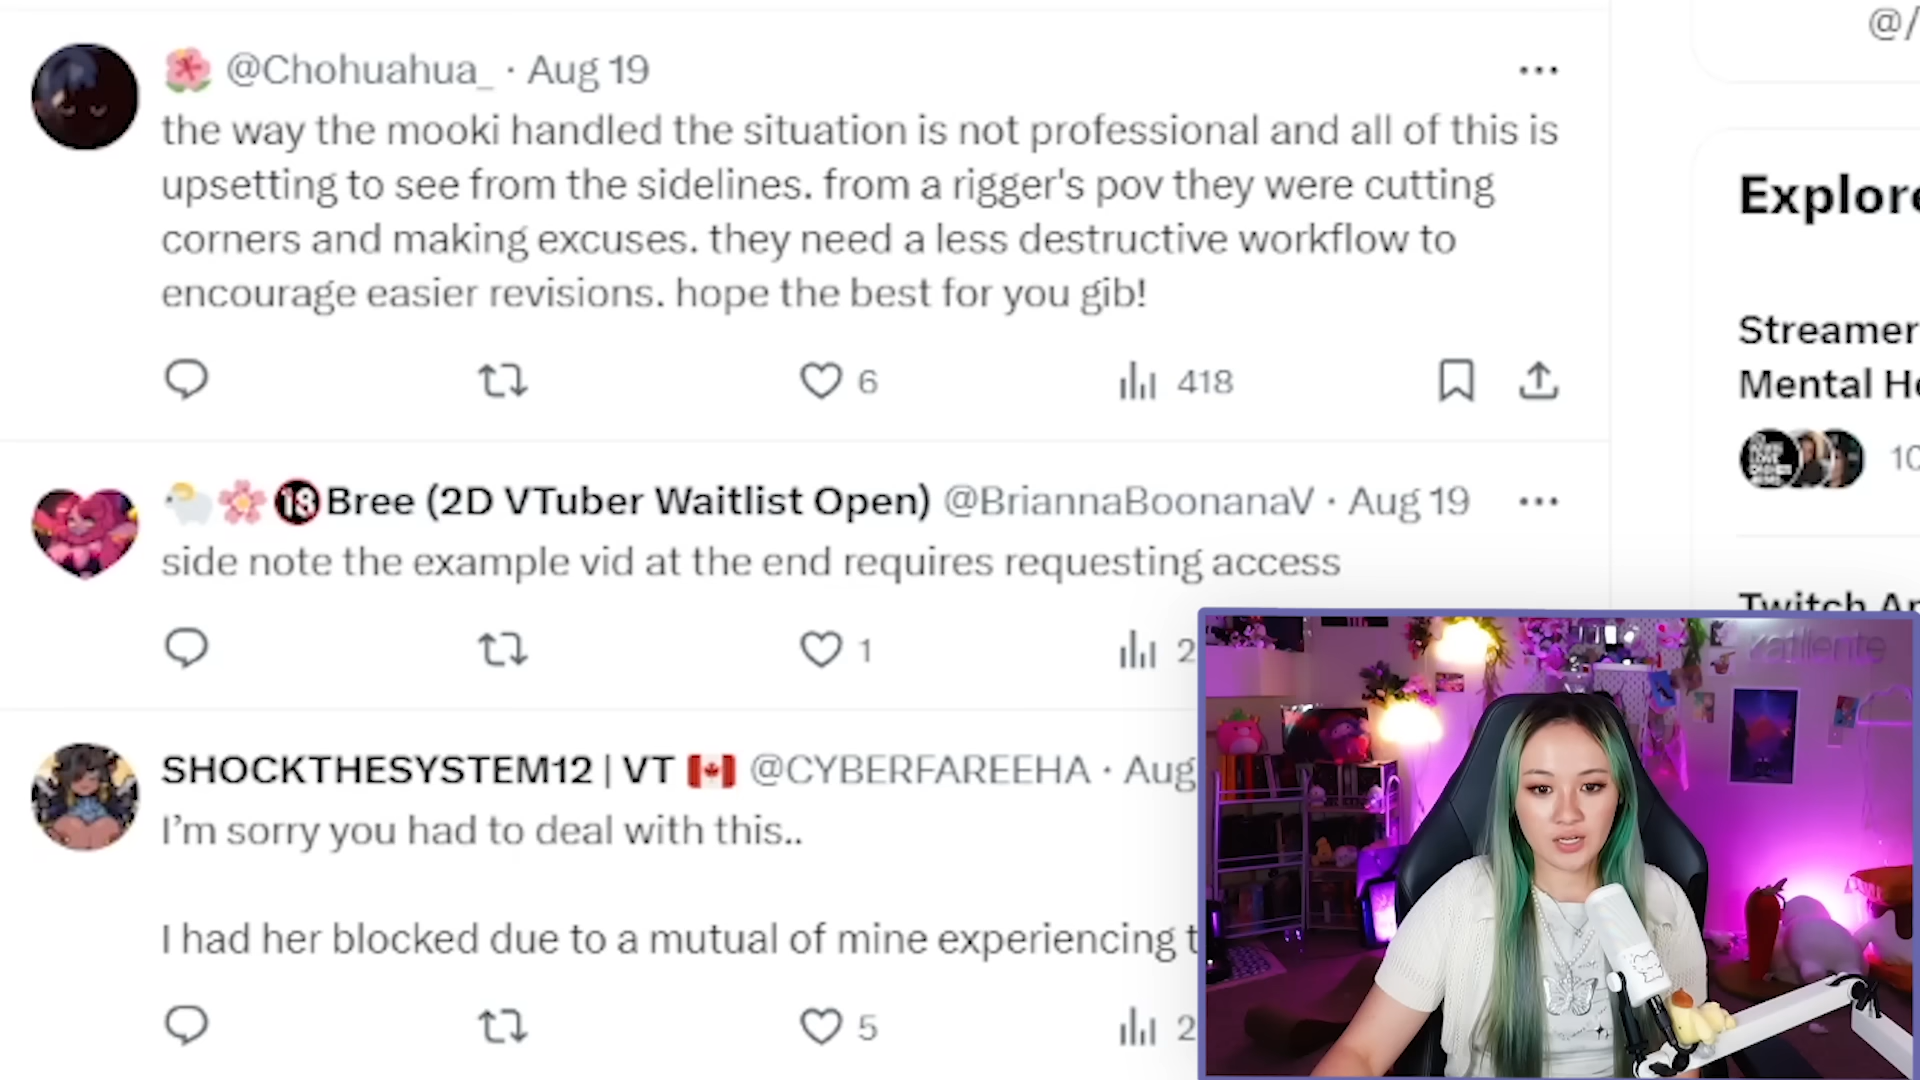 @/
@Chohuahua_ · Aug 19
the way the mooki handled the situation is not professional and all of this is
upsetting to see from the sidelines. from a rigger's pov they were cutting
corners and making excuses. they need a less destructive workflow to
encourage easier revisions. hope the best for you gib!
6 418
Explore
Streamer
Mental He
10
🐏🌸🔞Bree (2D VTuber Waitlist Open) @BriannaBoonanaV · Aug 19
side note the example vid at the end requires requesting access
1 2
Twitch Ar
SHOCKTHESYSTEM12 | VT 🇨🇦 @CYBERFAREEHA · Aug
I’m sorry you had to deal with this..
I had her blocked due to a mutual of mine experiencing t
5 2